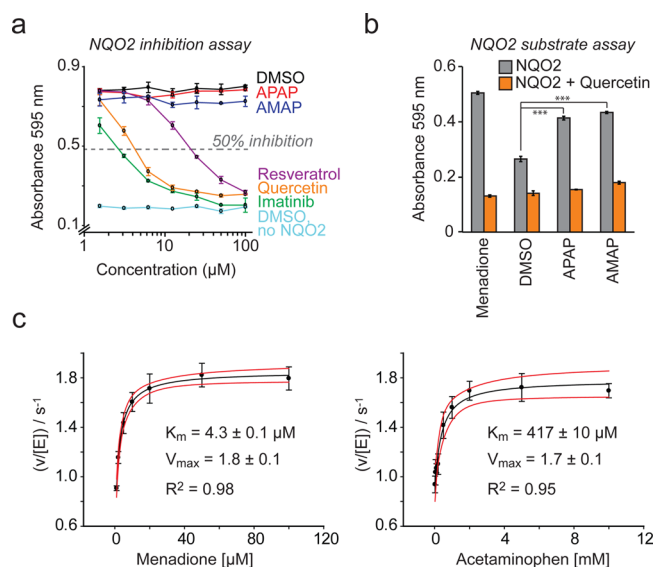 a
NQO2 inhibition assay
Absorbance 595 nm
0.9
0.5
0.1
DMSO
APAP
AMAP
50% inhibition
Resveratrol
Quercetin
Imatinib
DMSO,
no NQO2
1
10
100
Concentration (µM)
b
NQO2 substrate assay
NQO2
NQO2 + Quercetin
Absorbance 595 nm
0.6
0.4
0.2
0
***
***
Menadione
DMSO
APAP
AMAP
c
(v/[E]) / s-1
1.8
1.4
1.0
0.6
Km = 4.3 ± 0.1 µM
Vmax = 1.8 ± 0.1
R2 = 0.98
0
40
80
120
Menadione [µM]
(v/[E]) / s-1
1.8
1.4
1.0
0.6
Km = 417 ± 10 µM
Vmax = 1.7 ± 0.1
R2 = 0.95
0
4
8
12
Acetaminophen [mM]